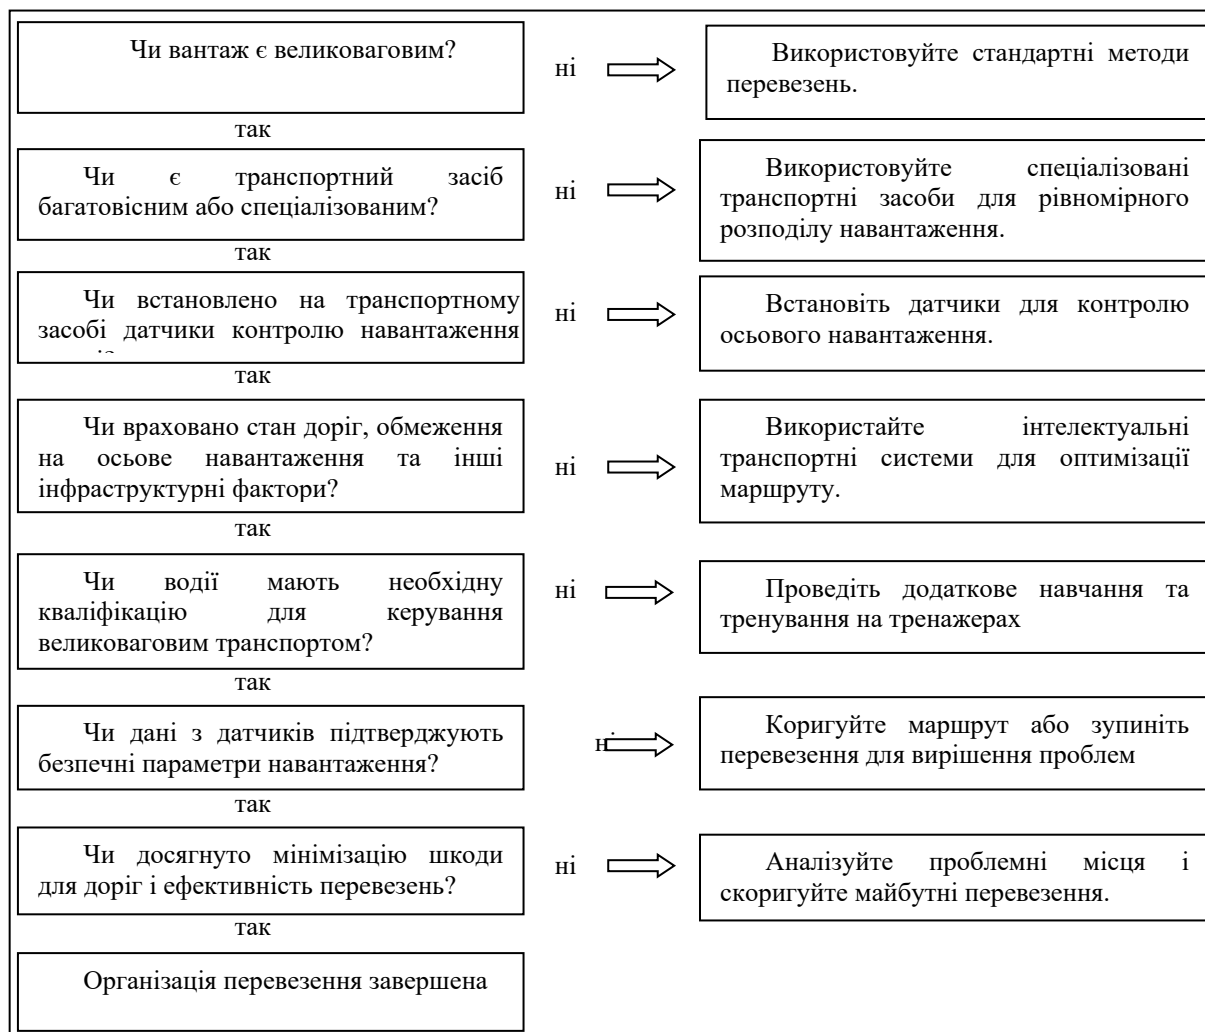 Чи вантаж є великоваговим?
ні
Використовуйте стандартні методи
перевезень.
так
Чи є транспортний засіб
багатовісним або спеціалізованим?
ні
Використовуйте спеціалізовані
транспортні засоби для рівномірного
розподілу навантаження.
так
Чи встановлено на транспортному
засобі датчики контролю навантаження
ні
Встановіть датчики для контролю
осьового навантаження.
так
Чи враховано стан доріг, обмеження
на осьове навантаження та інші
інфраструктурні фактори?
ні
Використайте інтелектуальні
транспортні системи для оптимізації
маршруту.
так
Чи водії мають необхідну
кваліфікацію для керування
великоваговим транспортом?
ні
Проведіть додаткове навчання та
тренування на тренажерах
так
Чи дані з датчиків підтверджують
безпечні параметри навантаження?
ні
Коригуйте маршрут або зупиніть
перевезення для вирішення проблем
так
Чи досягнуто мінімізацію шкоди
для доріг і ефективність перевезень?
ні
Аналізуйте проблемні місця і
скоригуйте майбутні перевезення.
так
Організація перевезення завершена